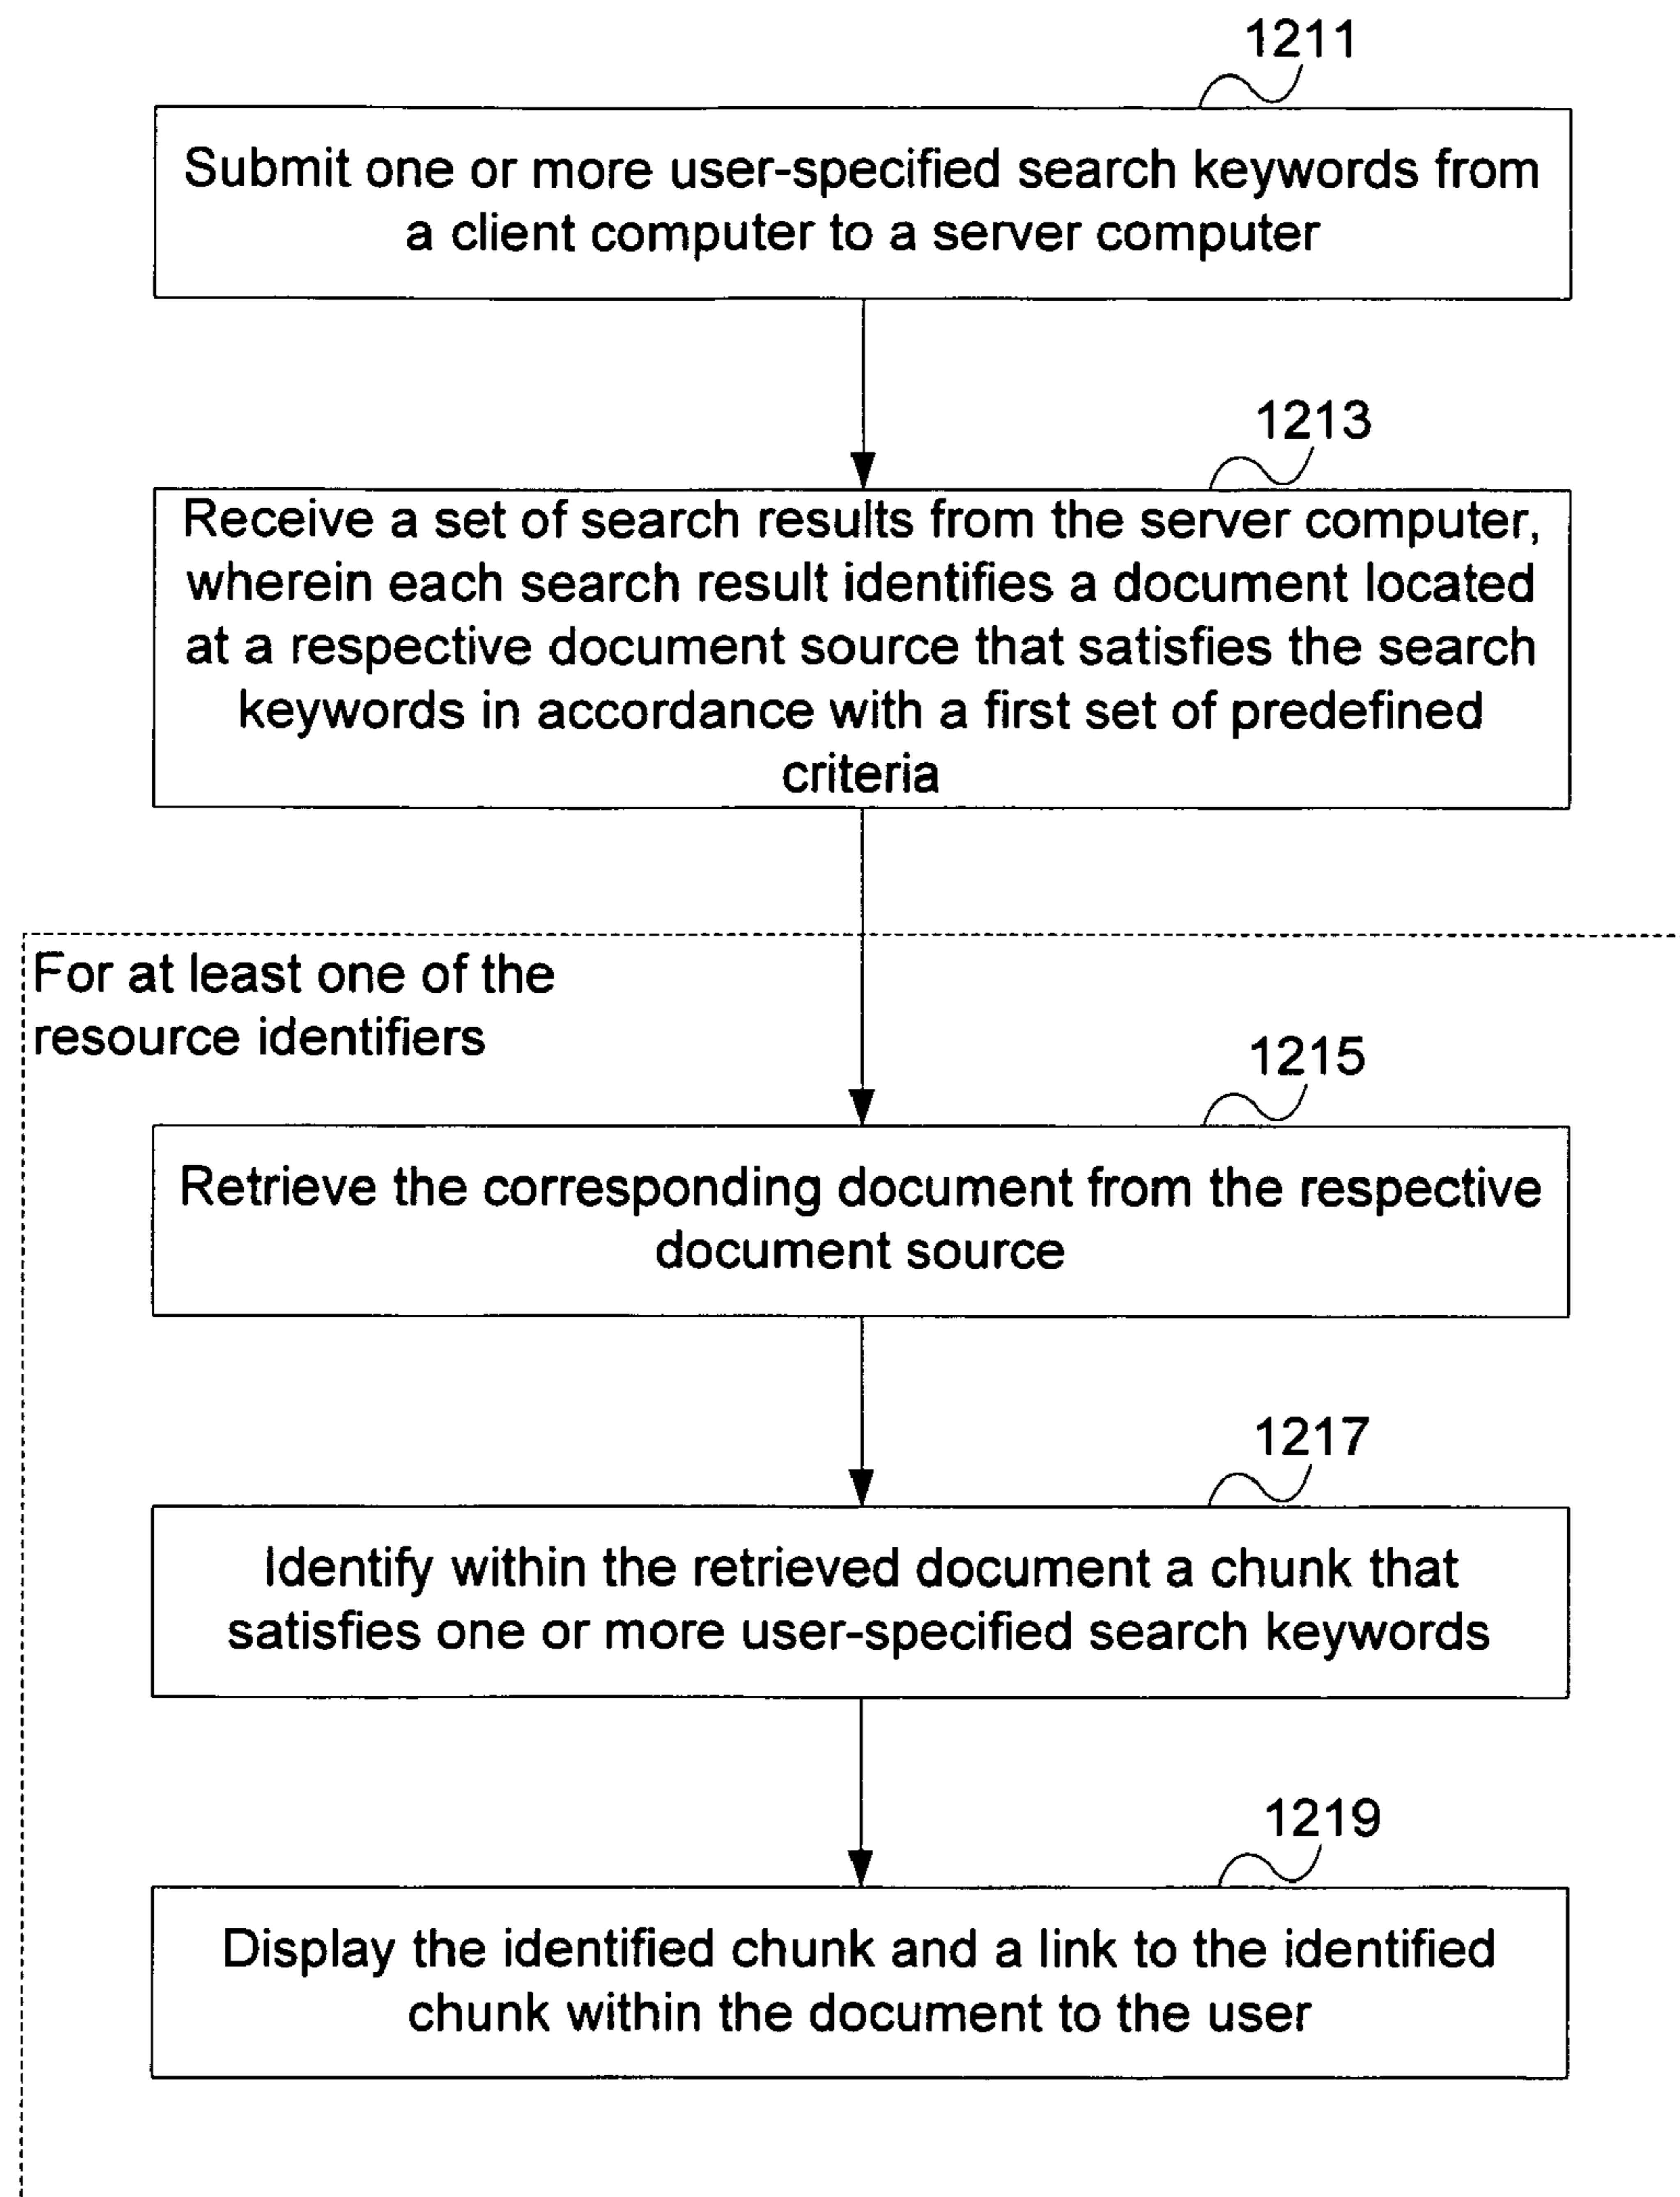 1211
Submit one or more user-specified search keywords from
a client computer to a server computer
1213
Receive a set of search results from the server computer,
wherein each search result identifies a document located
at a respective document source that satisfies the search
keywords in accordance with a first set of predefined
criteria
For at least one of the
resource identifiers
1215
Retrieve the corresponding document from the respective
document source
1217
Identify within the retrieved document a chunk that
satisfies one or more user-specified search keywords
1219
Display the identified chunk and a link to the identified
chunk within the document to the user